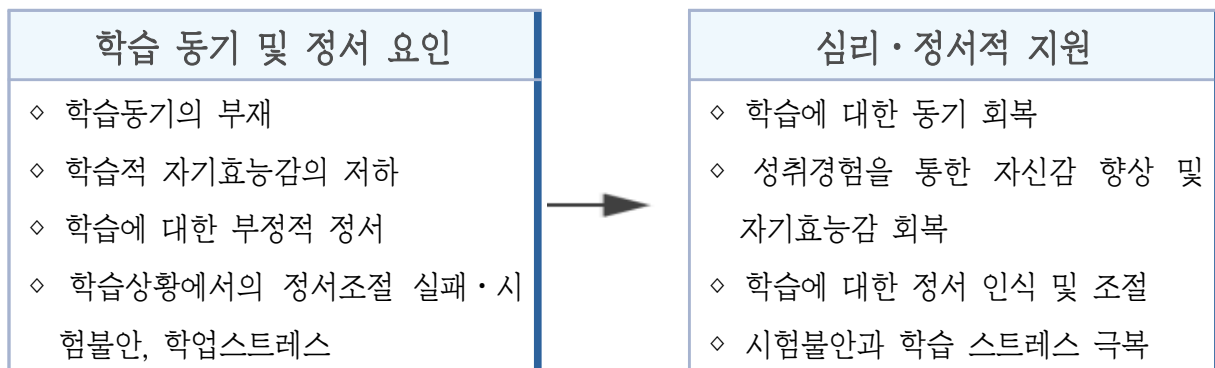 학습 동기 및 정서 요인
◇ 학습동기의 부재
◇ 학습적 자기효능감의 저하
◇ 학습에 대한 부정적 정서
◇ 학습상황에서의 정서조절 실패・시
험불안, 학업스트레스
심리・정서적 지원
◇ 학습에 대한 동기 회복
◇ 성취경험을 통한 자신감 향상 및
자기효능감 회복
◇ 학습에 대한 정서 인식 및 조절
◇ 시험불안과 학습 스트레스 극복